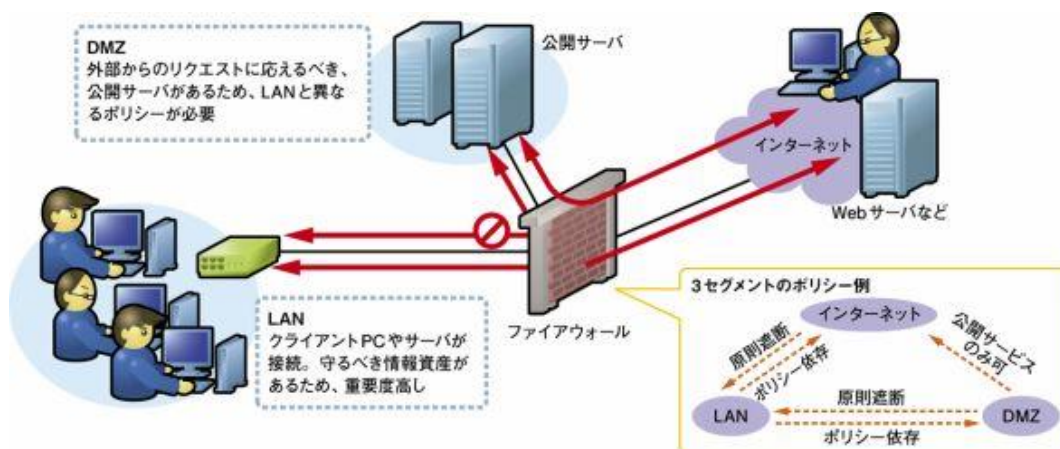 DMZ
外部からのリクエストに応えるべき、
公開サーバがあるため、LANと異な
るポリシーが必要
公開サーバ
インターネット
Webサーバなど
LAN
クライアントPCやサーバが
接続。守るべき情報資産が
あるため、重要度高し
ファイアウォール
3セグメントのポリシー例
インターネット
原則遮断
ポリシー依存
公開サービス
のみ可
原則遮断
LAN
DMZ
ポリシー依存